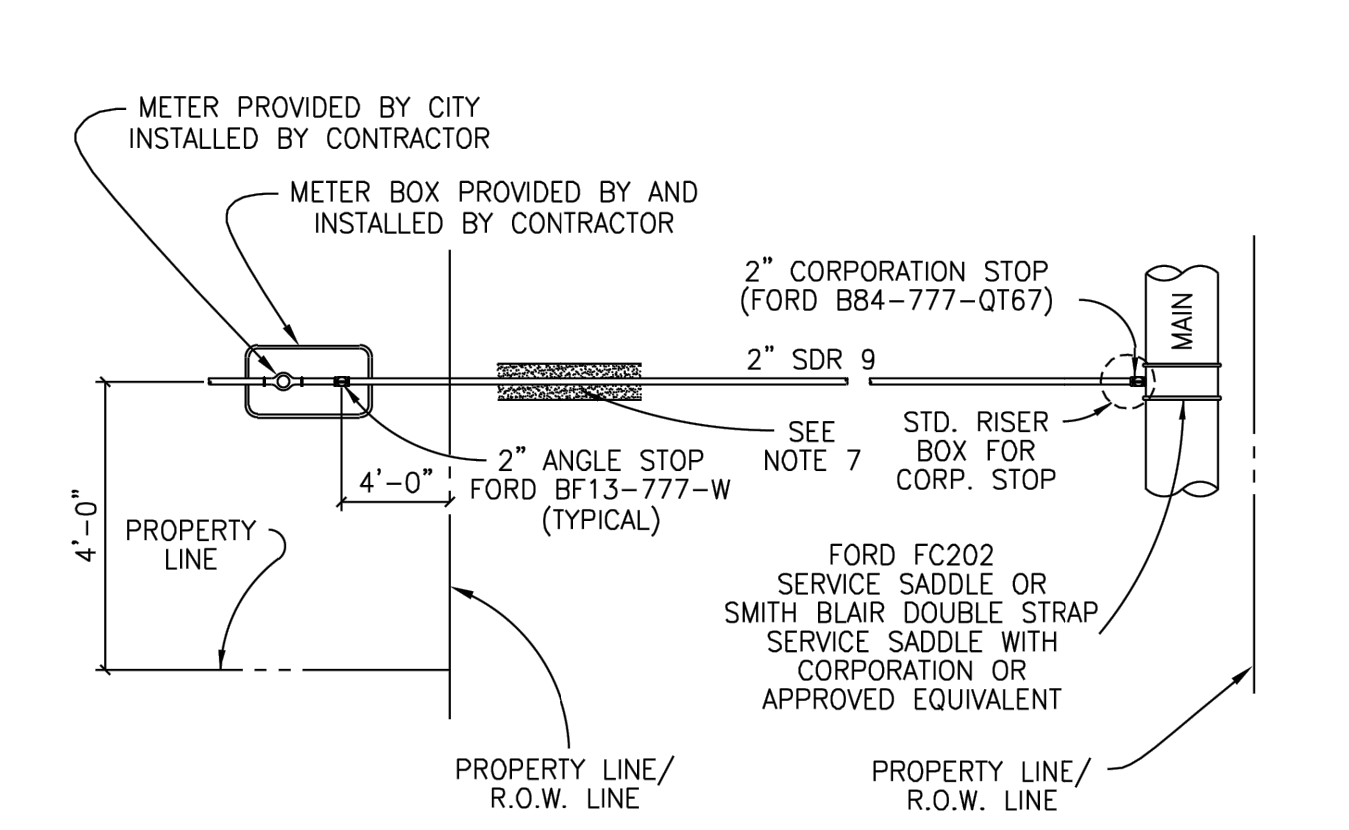 METER PROVIDED BY CITY
INSTALLED BY CONTRACTOR
METER BOX PROVIDED BY AND
INSTALLED BY CONTRACTOR
2" CORPORATION STOP
(FORD B84-777-QT67)
MAIN
2" SDR 9
SEE
NOTE 7
STD. RISER
BOX FOR
CORP. STOP
2" ANGLE STOP
FORD BF13-777-W
(TYPICAL)
4'-0"
4'-0"
PROPERTY
LINE
FORD FC202
SERVICE SADDLE OR
SMITH BLAIR DOUBLE STRAP
SERVICE SADDLE WITH
CORPORATION OR
APPROVED EQUIVALENT
PROPERTY LINE/
R.O.W. LINE
PROPERTY LINE/
R.O.W. LINE